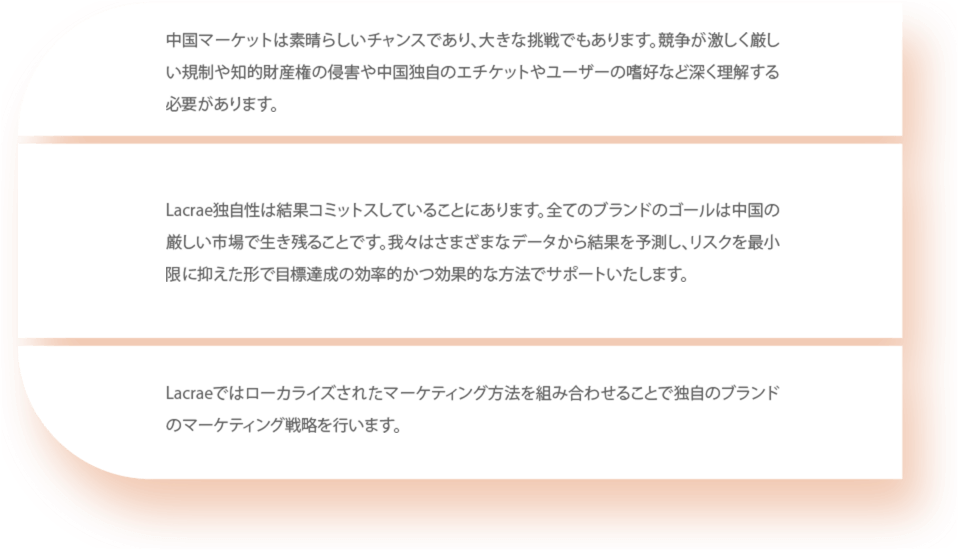 中国マーケットは素晴らしいチャンスであり、大きな挑戦でもあります。競争が激しく厳し
い規制や知的財産権の侵害や中国独自のエチケットやユーザーの嗜好など深く理解する
必要があります。
Lacrae独自性は結果コミットスしていることにあります。全てのブランドのゴールは中国の
厳しい市場で生き残ることです。我々はさまざまなデータから結果を予測し、リスクを最小
限に抑えた形で目標達成の効率的かつ効果的な方法でサポートいたします。
Lacraeではローカライズされたマーケティング方法を組み合わせることで独自のブランド
のマーケティング戦略を行います。